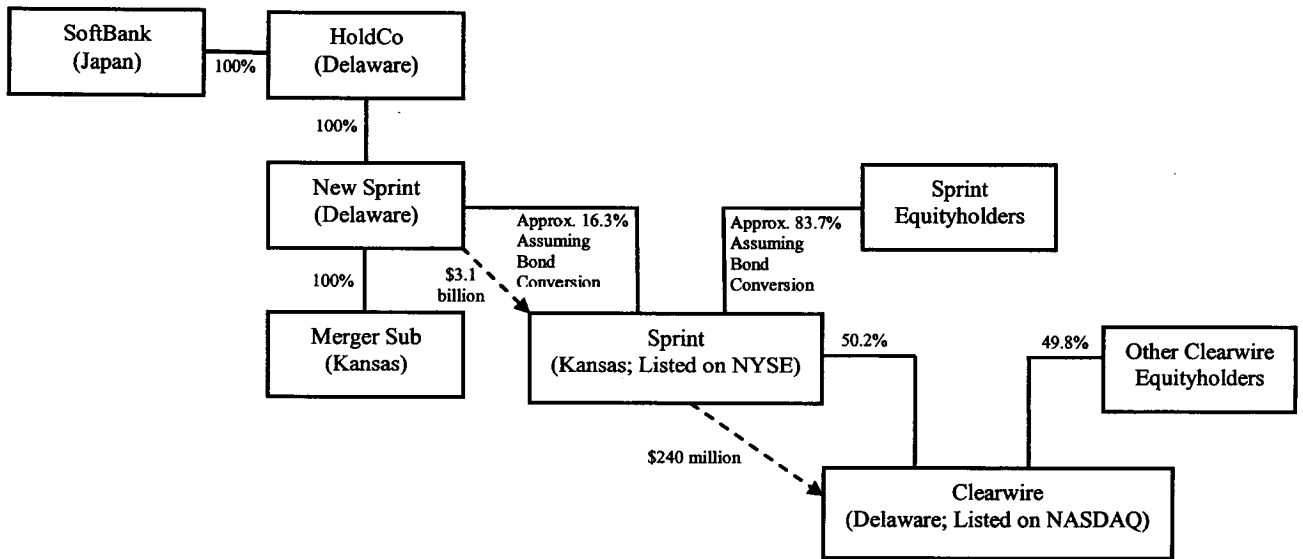 SoftBank
(Japan)
100%
HoldCo
(Delaware)
100%
New Sprint
(Delaware)
Approx. 16.3%
Assuming
Bond
Conversion
Approx. 83.7%
Assuming
Bond
Conversion
Sprint
Equityholders
100%
$3.1
billion
Merger Sub
(Kansas)
Sprint
(Kansas; Listed on NYSE)
50.2%
49.8%
Other Clearwire
Equityholders
$240 million
Clearwire
(Delaware; Listed on NASDAQ)